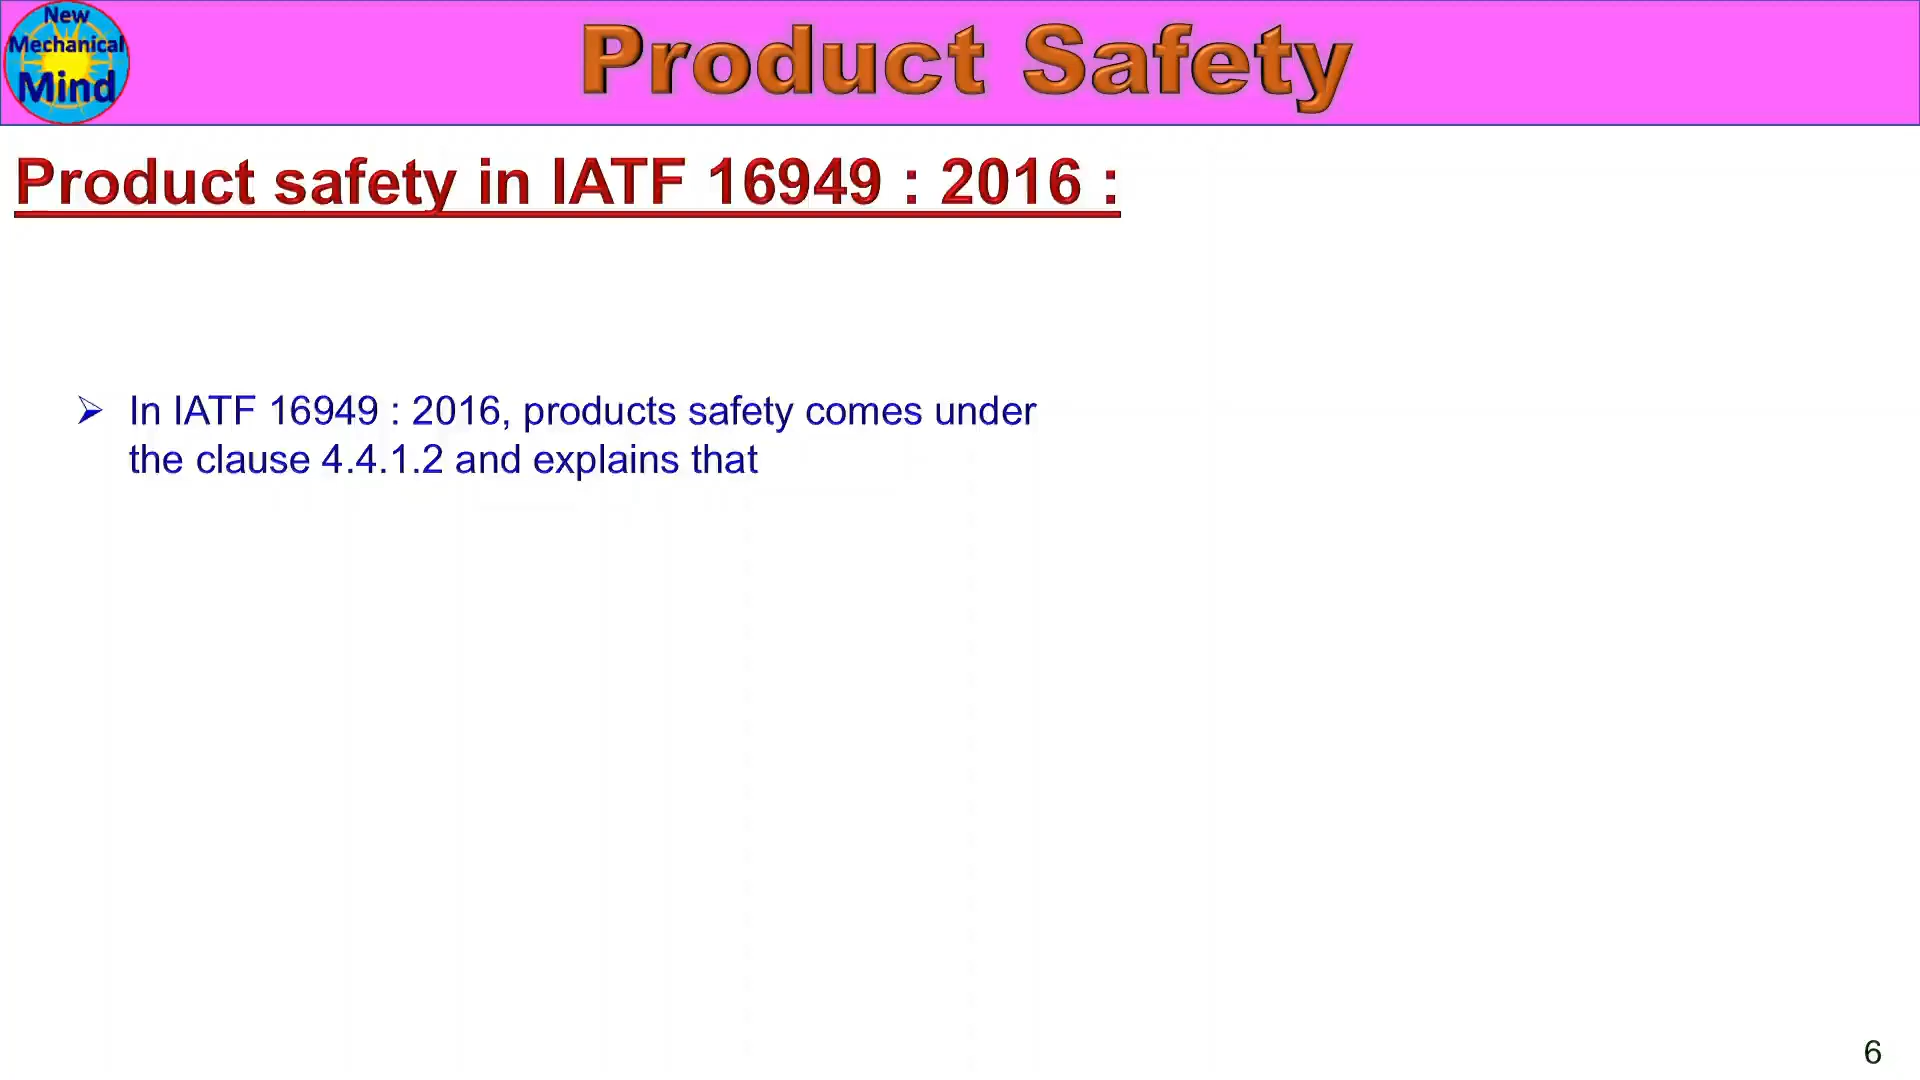 New
Mechanical
Mind
Product Safety
Product safety in IATF 16949 : 2016 :
➢ In IATF 16949 : 2016, products safety comes under
the clause 4.4.1.2 and explains that
6